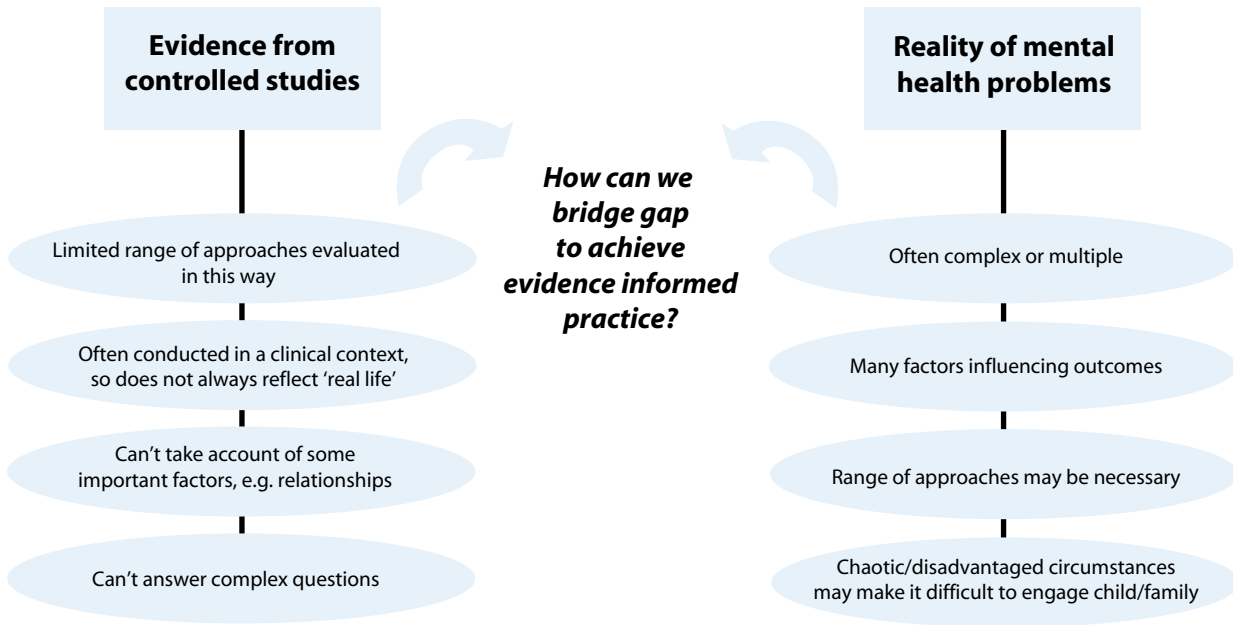 Evidence from
controlled studies
Limited range of approaches evaluated
in this way
Often conducted in a clinical context,
so does not always reflect ‘real life’
Can’t take account of some
important factors, e.g. relationships
Can’t answer complex questions
How can we
bridge gap
to achieve
evidence informed
practice?
Reality of mental
health problems
Often complex or multiple
Many factors influencing outcomes
Range of approaches may be necessary
Chaotic/disadvantaged circumstances
may make it difficult to engage child/family